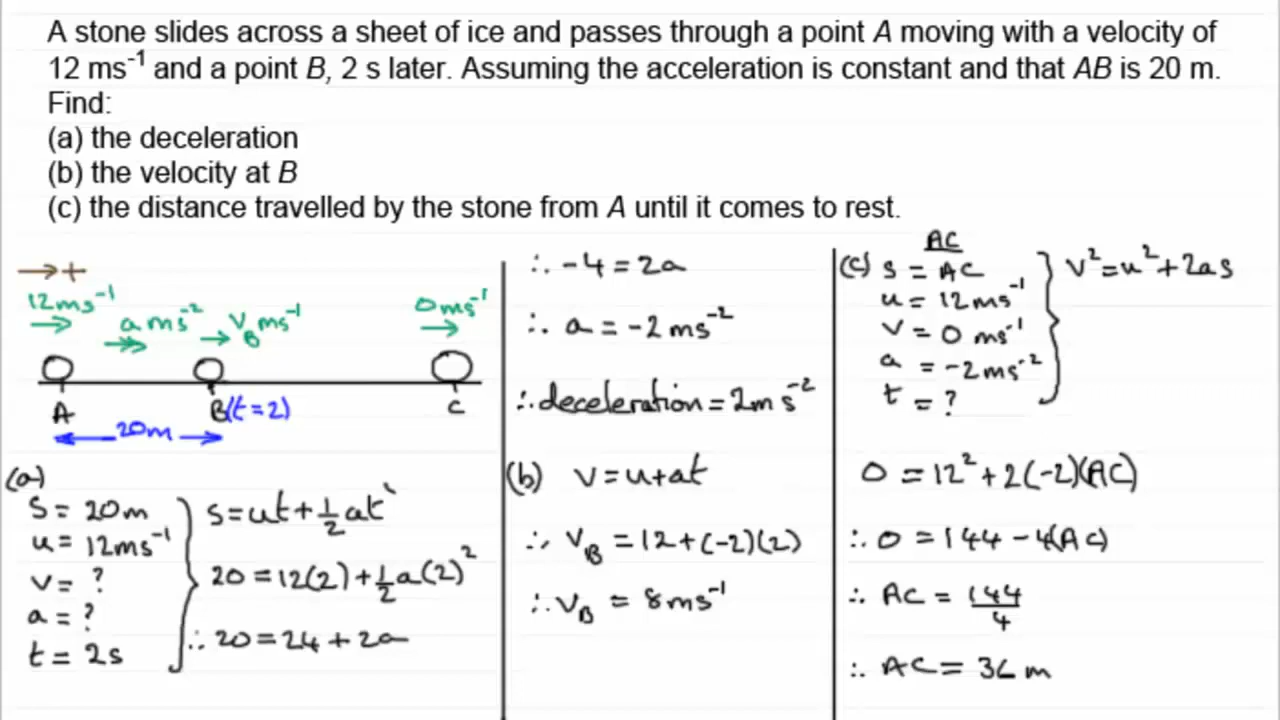 A stone slides across a sheet of ice and passes through a point A moving with a velocity of
12 ms⁻¹ and a point B, 2 s later. Assuming the acceleration is constant and that AB is 20 m.
Find:
(a) the deceleration
(b) the velocity at B
(c) the distance travelled by the stone from A until it comes to rest.
→+
12ms⁻¹
a ms⁻²
V_B ms⁻¹
0ms⁻¹
A
B(t=2)
C
20m
(a)
S = 20m
u = 12ms⁻¹
v = ?
a = ?
t = 2s
s=ut+½at
20 = 12(2)+½a(2)²
∴ 20 = 24 + 2a
∴ -4 = 2a
∴ a = -2ms⁻²
∴ deceleration = 2ms⁻²
(b) v = u+at
∴ V_B = 12+(-2)(2)
∴ V_B = 8ms⁻¹
AC
(c) S = AC
u = 12ms⁻¹
v = 0 ms⁻¹
a = -2ms⁻²
t = ?
v²=u²+2as
0 = 12²+2(-2)(AC)
∴ 0 = 144 - 4(AC)
∴ AC = 144/4
∴ AC = 36 m